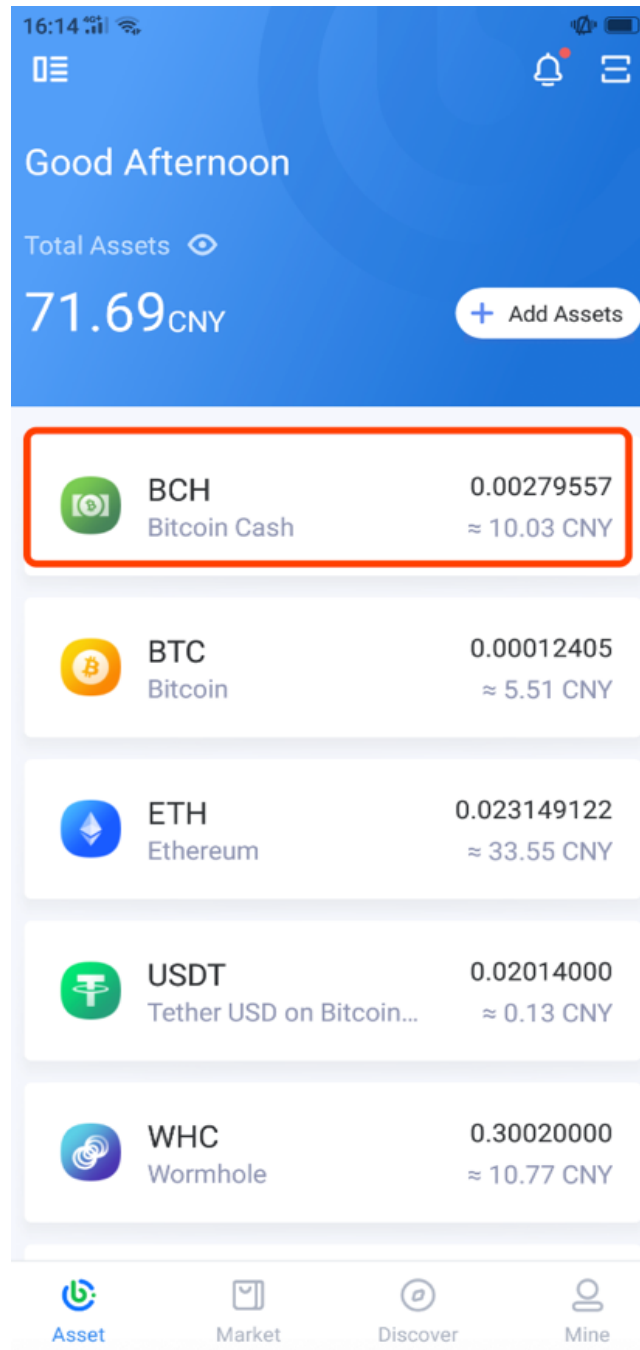 16:14 4G+
Good Afternoon
Total Assets
71.69CNY
+ Add Assets
BCH 0.00279557
Bitcoin Cash ≈ 10.03 CNY
BTC 0.00012405
Bitcoin ≈ 5.51 CNY
ETH 0.023149122
Ethereum ≈ 33.55 CNY
USDT 0.02014000
Tether USD on Bitcoin... ≈ 0.13 CNY
WHC 0.30020000
Wormhole ≈ 10.77 CNY
Asset Market Discover Mine